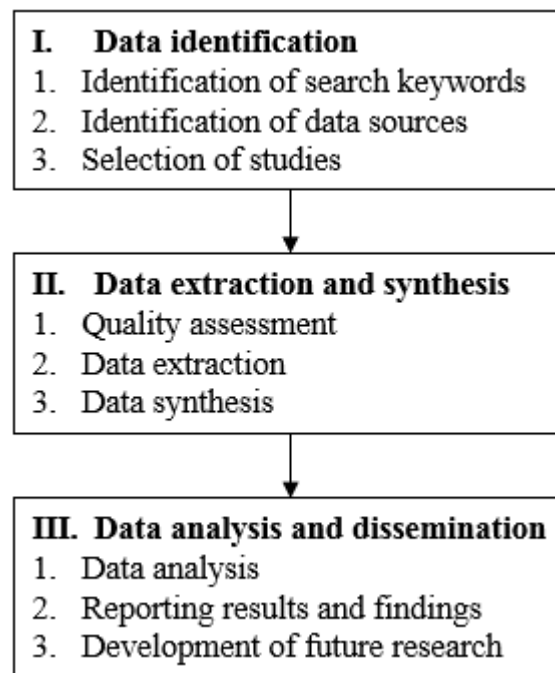 I. Data identification
1. Identification of search keywords
2. Identification of data sources
3. Selection of studies
II. Data extraction and synthesis
1. Quality assessment
2. Data extraction
3. Data synthesis
III. Data analysis and dissemination
1. Data analysis
2. Reporting results and findings
3. Development of future research